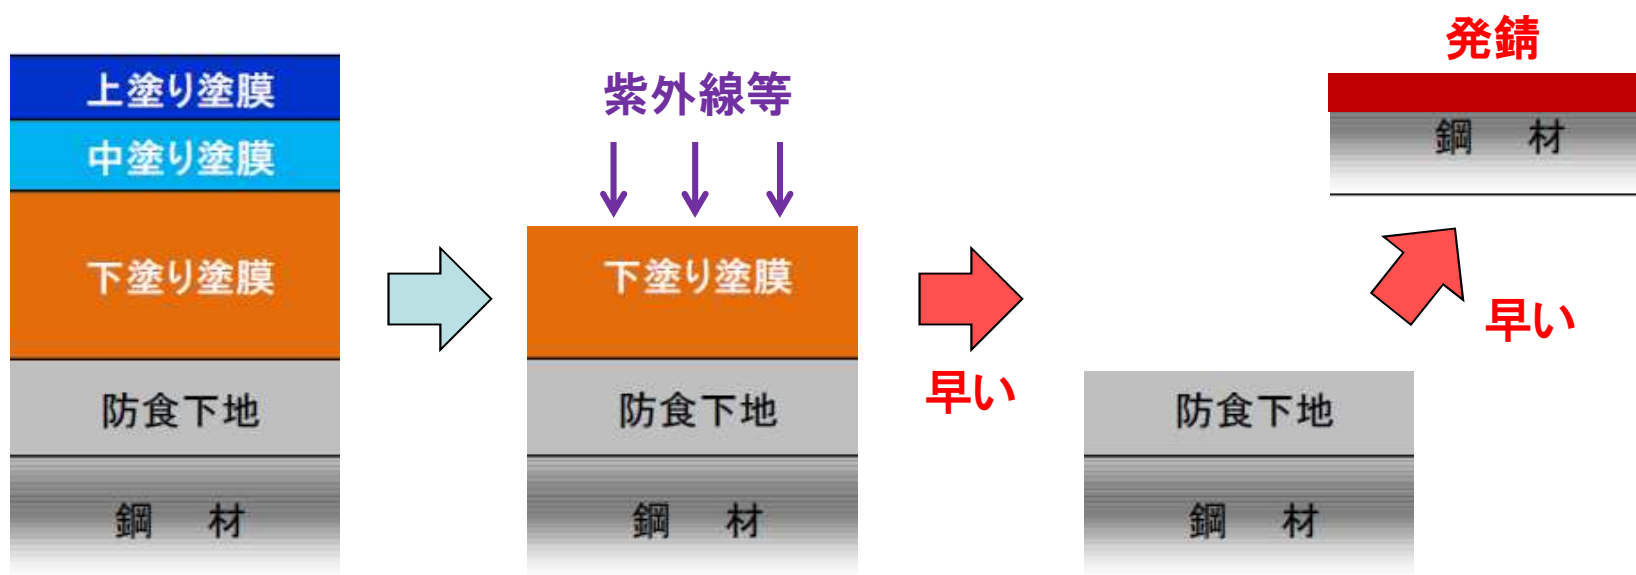 上塗り塗膜
中塗り塗膜
下塗り塗膜
防食下地
鋼 材
紫外線等
下塗り塗膜
防食下地
鋼 材
早い
防食下地
鋼 材
早い
発錆
鋼 材